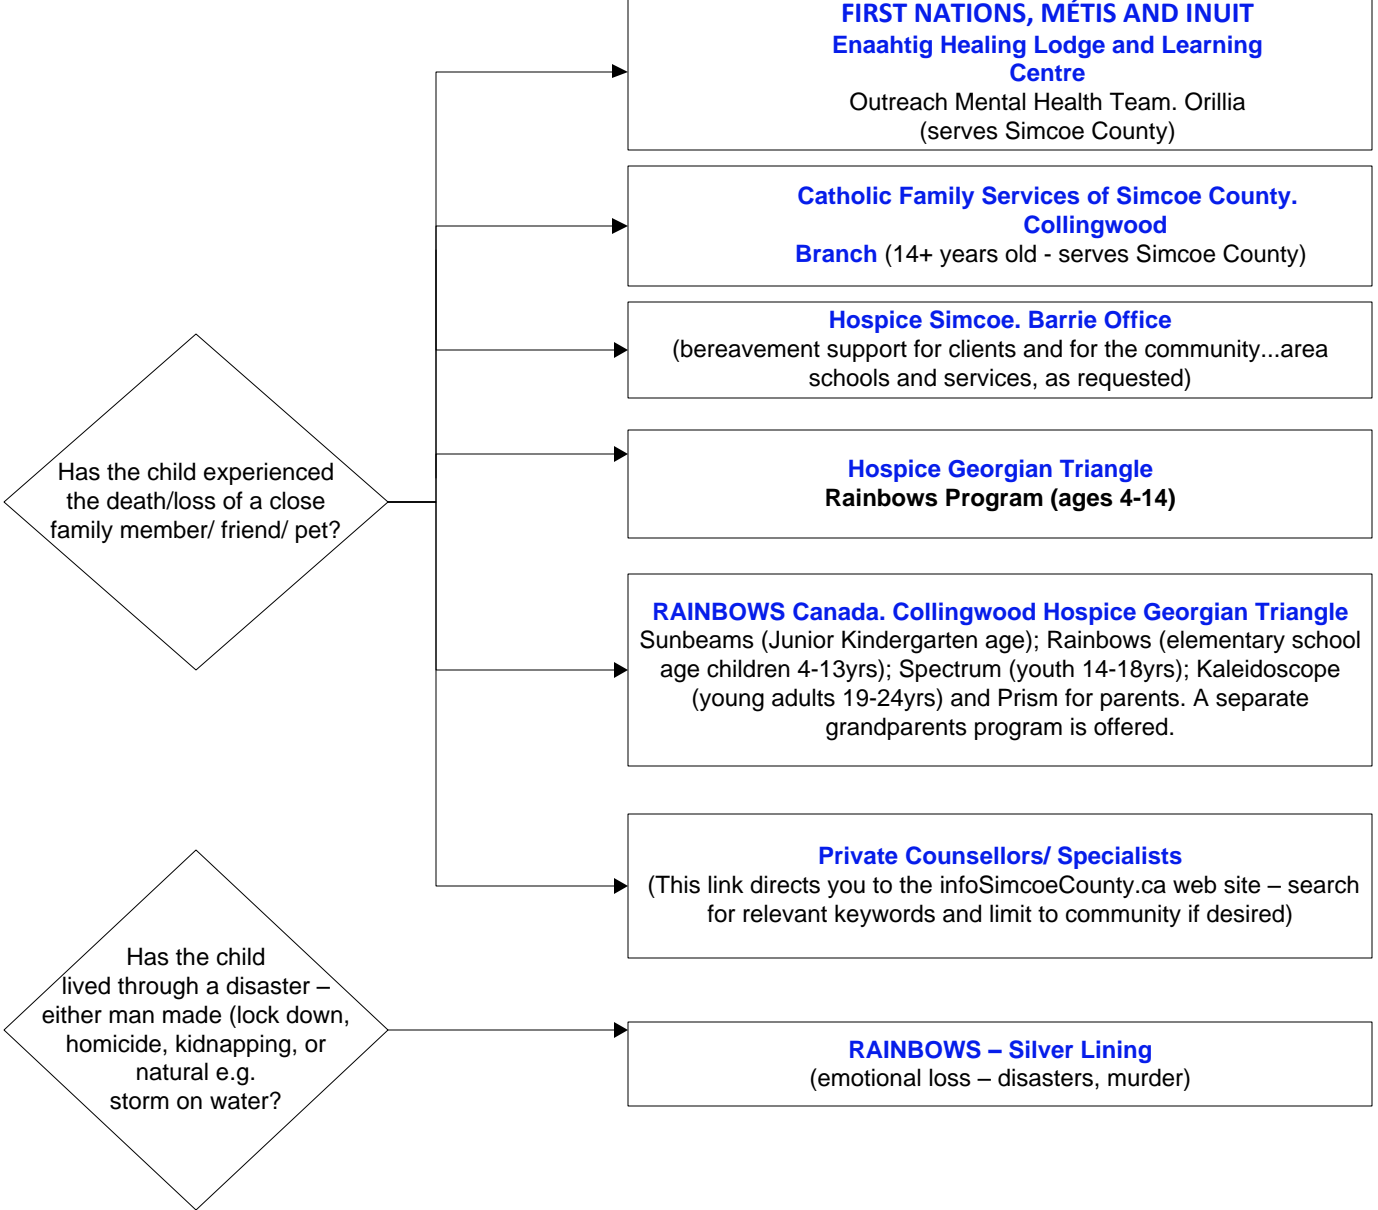 FIRST NATIONS, MÉTIS AND INUIT
Enaahtig Healing Lodge and Learning
Centre
Outreach Mental Health Team. Orillia
(serves Simcoe County)
Catholic Family Services of Simcoe County.
Collingwood
Branch (14+ years old - serves Simcoe County)
Hospice Simcoe. Barrie Office
(bereavement support for clients and for the community...area
schools and services, as requested)
Has the child experienced
the death/loss of a close
family member/ friend/ pet?
Hospice Georgian Triangle
Rainbows Program (ages 4-14)
RAINBOWS Canada. Collingwood Hospice Georgian Triangle
Sunbeams (Junior Kindergarten age); Rainbows (elementary school
age children 4-13yrs); Spectrum (youth 14-18yrs); Kaleidoscope
(young adults 19-24yrs) and Prism for parents. A separate
grandparents program is offered.
Private Counsellors/ Specialists
(This link directs you to the infoSimcoeCounty.ca web site – search
for relevant keywords and limit to community if desired)
Has the child
lived through a disaster –
either man made (lock down,
homicide, kidnapping, or
natural e.g.
storm on water?
RAINBOWS – Silver Lining
(emotional loss – disasters, murder)